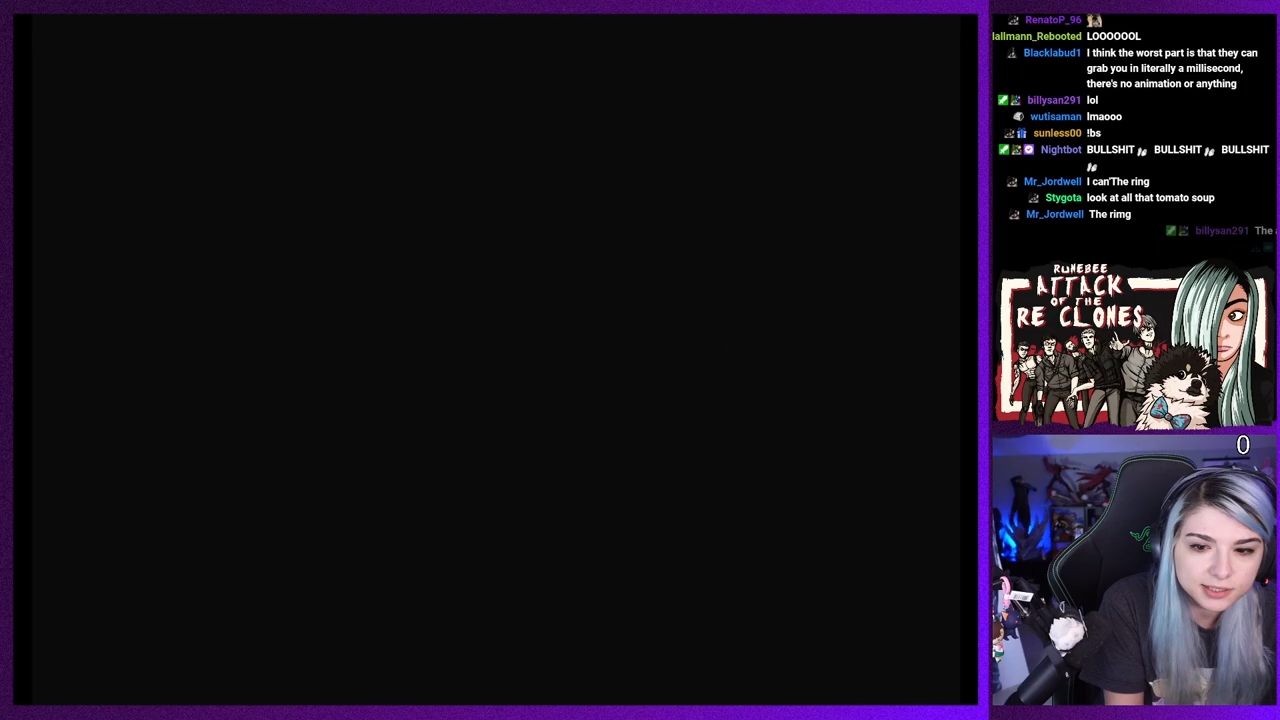 RenatoP_96
lallmann_Rebooted LOOOOOOL
Blacklabud1 I think the worst part is that they can
grab you in literally a millisecond,
there's no animation or anything
billysan291 lol
wutisaman lmaooo
sunless00 !bs
Nightbot BULLSHIT BULLSHIT BULLSHIT
Mr_Jordwell I can'The ring
Stygota look at all that tomato soup
Mr_Jordwell The rimg
billysan291 The
RUNEBEE
ATTACK
OF THE
RE CLONES
0